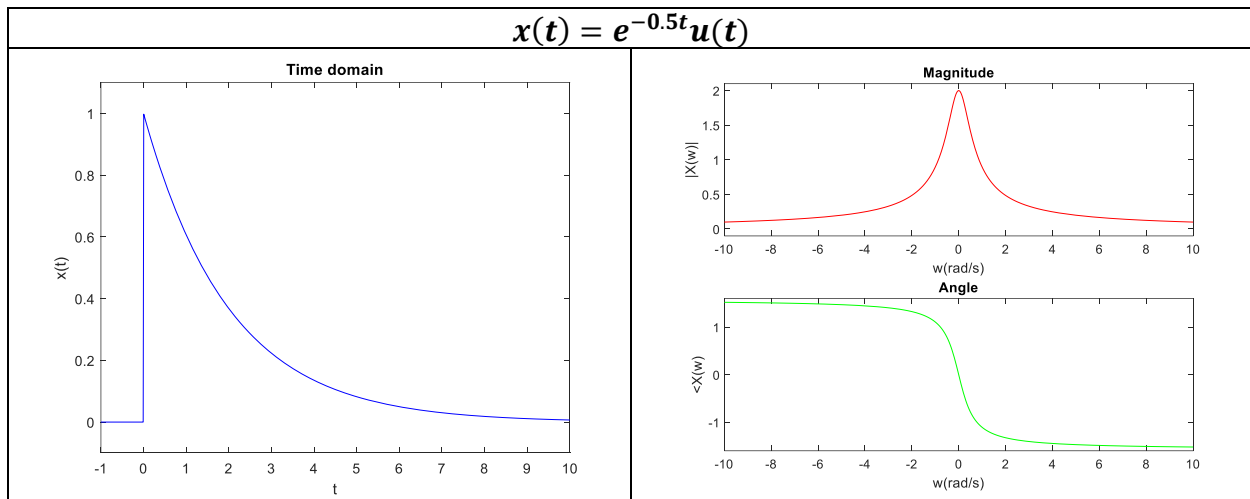 x(t) = e^{-0.5t}u(t)
Time domain
1
0.8
0.6
0.4
0.2
0
x(t)
-1 0 1 2 3 4 5 6 7 8 9 10
t
Magnitude
2
1.5
1
0.5
0
|X(w)|
-10 -8 -6 -4 -2 0 2 4 6 8 10
w(rad/s)
Angle
1
0
-1
<X(w)
-10 -8 -6 -4 -2 0 2 4 6 8 10
w(rad/s)